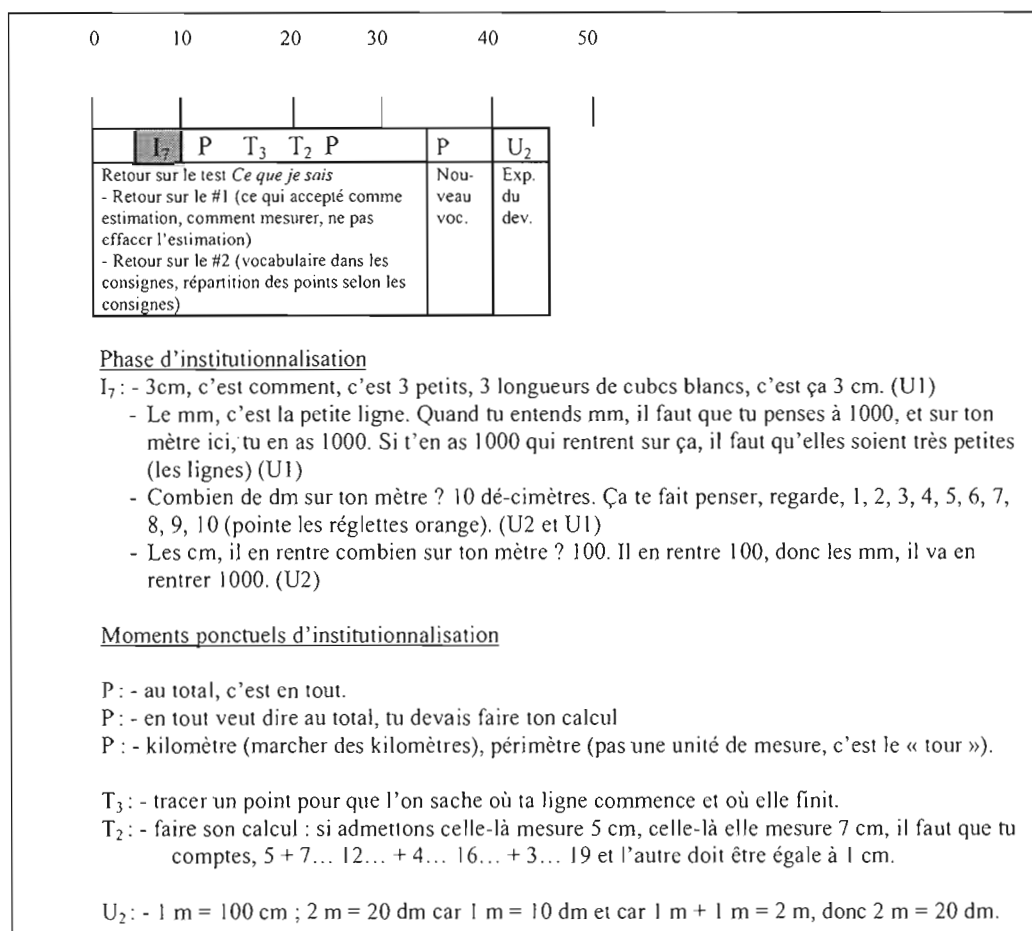 0 10 20 30 40 50
I₇ P T₃ T₂ P P U₂
Retour sur le test Ce que je sais
- Retour sur le #1 (ce qui accepté comme
estimation, comment mesurer, ne pas
effacer l'estimation)
- Retour sur le #2 (vocabulaire dans les
consignes, répartition des points selon les
consignes)
Nou-
veau
voc.
Exp.
du
dev.
Phase d'institutionnalisation
I₇ : - 3cm, c'est comment, c'est 3 petits, 3 longueurs de cubes blancs, c'est ça 3 cm. (U1)
- Le mm, c'est la petite ligne. Quand tu entends mm, il faut que tu penses à 1000, et sur ton
mètre ici, tu en as 1000. Si t'en as 1000 qui rentrent sur ça, il faut qu'elles soient très petites
(les lignes) (U1)
- Combien de dm sur ton mètre ? 10 dé-cimètres. Ça te fait penser, regarde, 1, 2, 3, 4, 5, 6, 7,
8, 9, 10 (pointe les réglettes orange). (U2 et U1)
- Les cm, il en rentre combien sur ton mètre ? 100. Il en rentre 100, donc les mm, il va en
rentrer 1000. (U2)
Moments ponctuels d'institutionnalisation
P : - au total, c'est en tout.
P : - en tout veut dire au total, tu devais faire ton calcul
P : - kilomètre (marcher des kilomètres), périmètre (pas une unité de mesure, c'est le « tour »).
T₃ : - tracer un point pour que l'on sache où ta ligne commence et où elle finit.
T₂ : - faire son calcul : si admettons celle-là mesure 5 cm, celle-là elle mesure 7 cm, il faut que tu
comptes, 5 + 7... 12... + 4... 16... + 3... 19 et l'autre doit être égale à 1 cm.
U₂ : - 1 m = 100 cm ; 2 m = 20 dm car 1 m = 10 dm et car 1 m + 1 m = 2 m, donc 2 m = 20 dm.